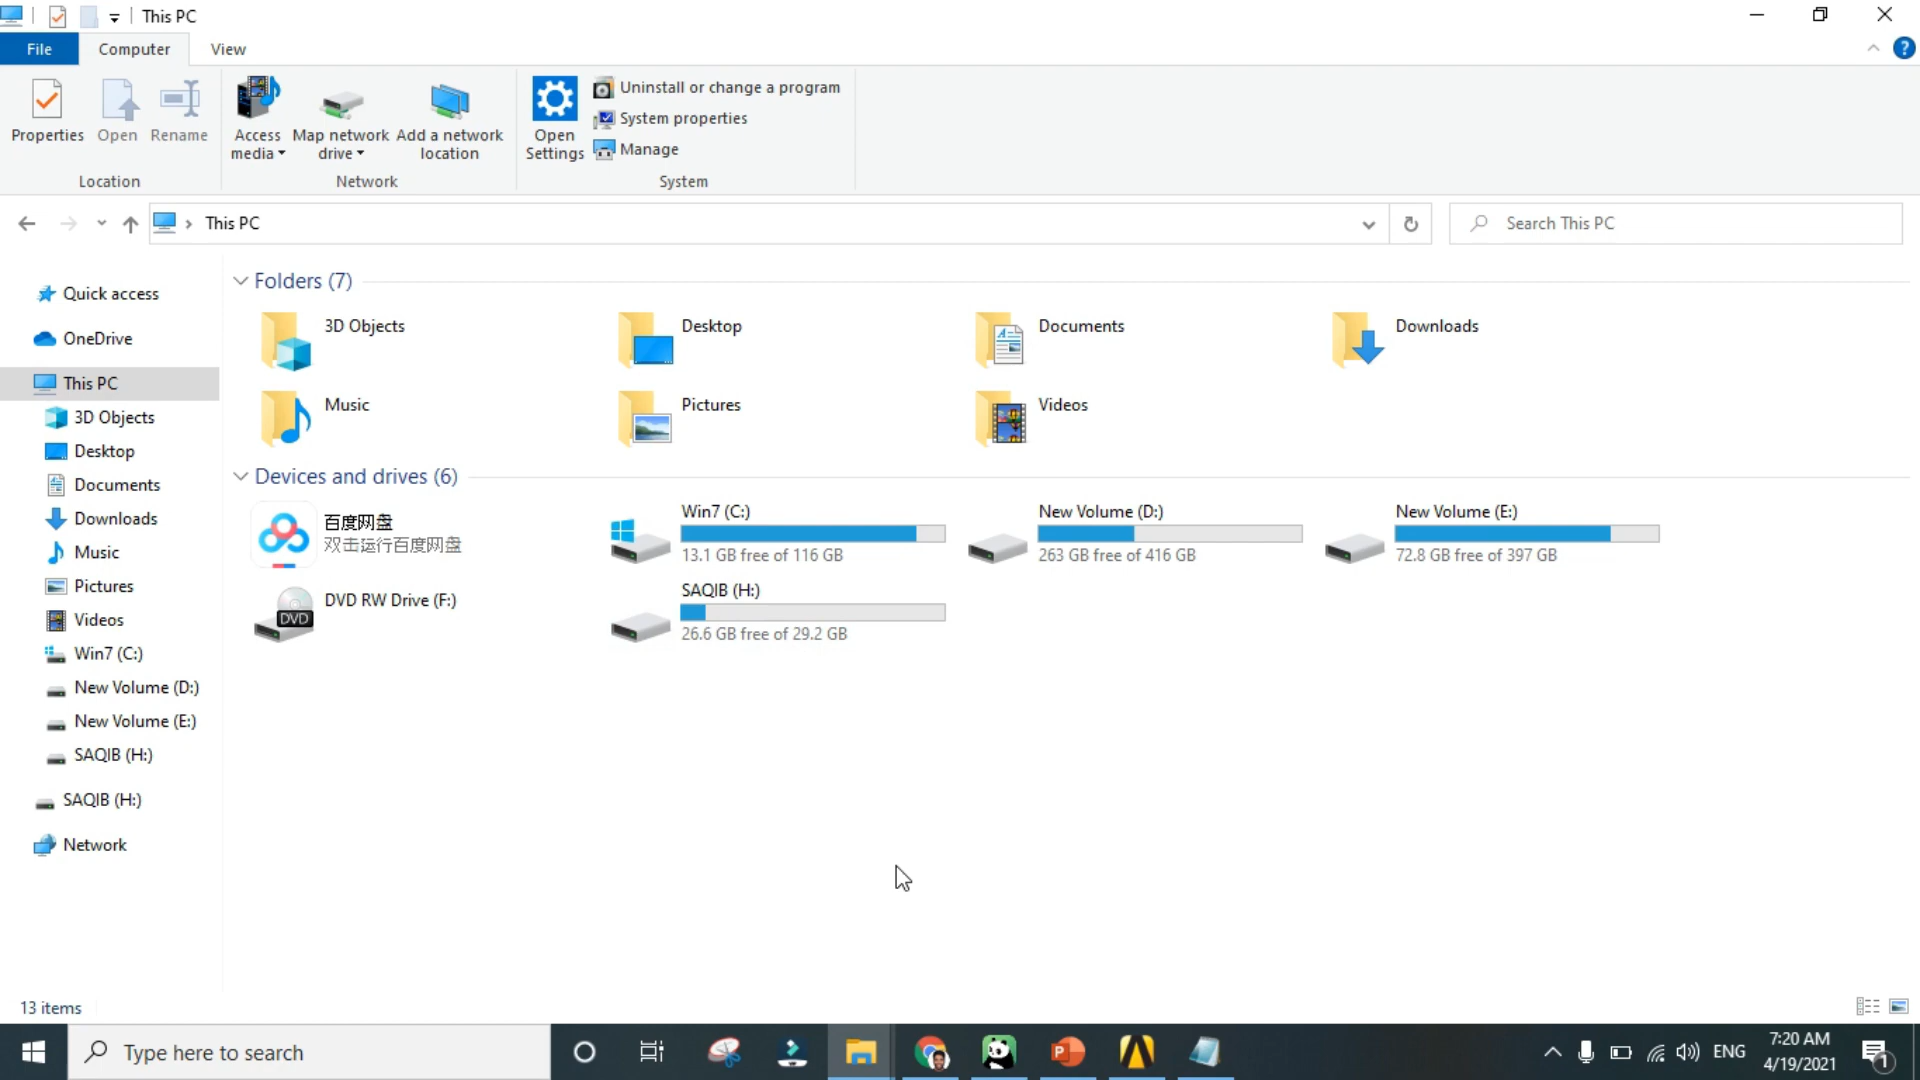 This PC
File
Computer
View
Properties
Open
Rename
Access
media
Map network
drive
Add a network
location
Open
Settings
Uninstall or change a program
System properties
Manage
Location
Network
System
This PC
Search This PC
Quick access
OneDrive
This PC
3D Objects
Desktop
Documents
Downloads
Music
Pictures
Videos
Win7 (C:)
New Volume (D:)
New Volume (E:)
SAQIB (H:)
SAQIB (H:)
Network
Folders (7)
3D Objects
Desktop
Documents
Downloads
Music
Pictures
Videos
Devices and drives (6)
百度网盘
双击运行百度网盘
Win7 (C:)
13.1 GB free of 116 GB
New Volume (D:)
263 GB free of 416 GB
New Volume (E:)
72.8 GB free of 397 GB
DVD
DVD RW Drive (F:)
SAQIB (H:)
26.6 GB free of 29.2 GB
13 items
Type here to search
ENG
7:20 AM
4/19/2021
1